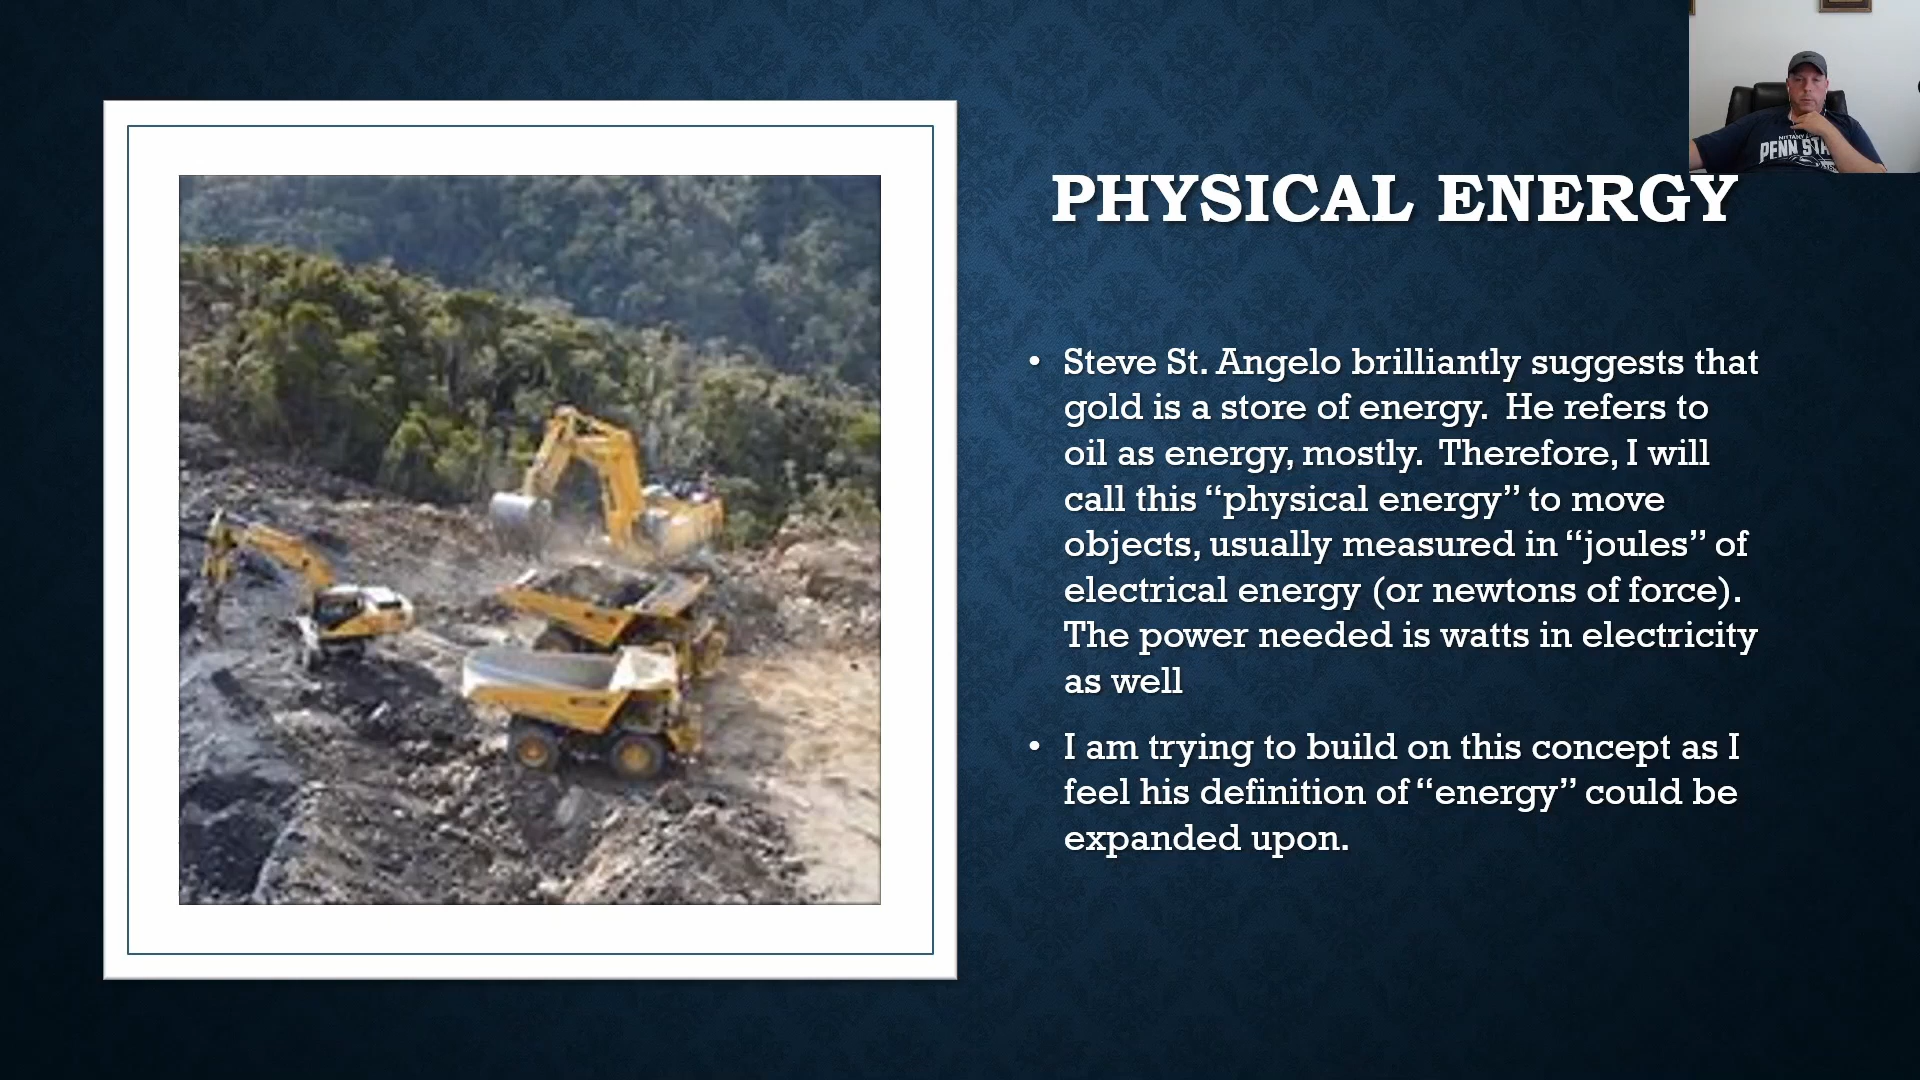 PHYSICAL ENERGY
• Steve St. Angelo brilliantly suggests that
gold is a store of energy.  He refers to
oil as energy, mostly.  Therefore, I will
call this “physical energy” to move
objects, usually measured in “joules” of
electrical energy (or newtons of force).
The power needed is watts in electricity
as well
• I am trying to build on this concept as I
feel his definition of “energy” could be
expanded upon.
PENN STA